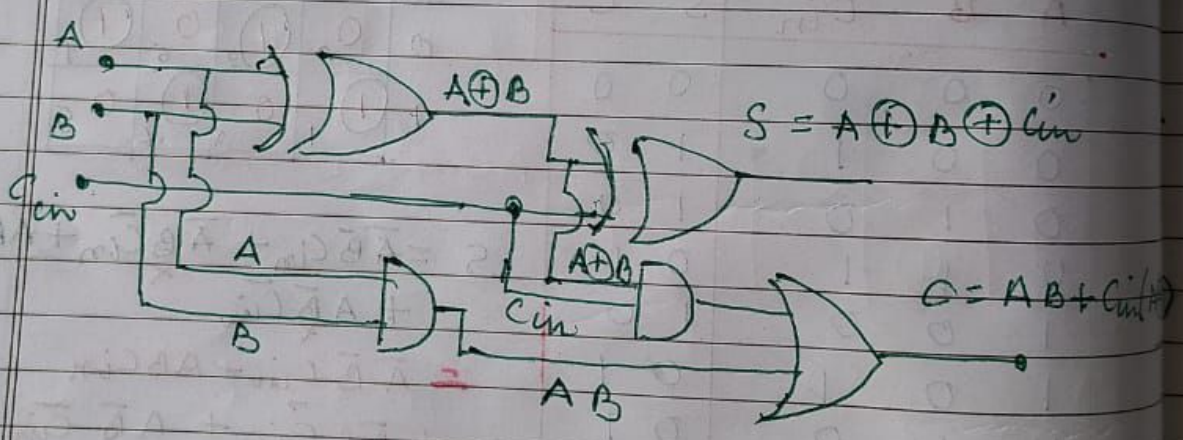 A
A⊕B
S = A ⊕ B ⊕ Cin
B
Cin
A
A⊕B
C = AB + Cin(
Cin
B
AB